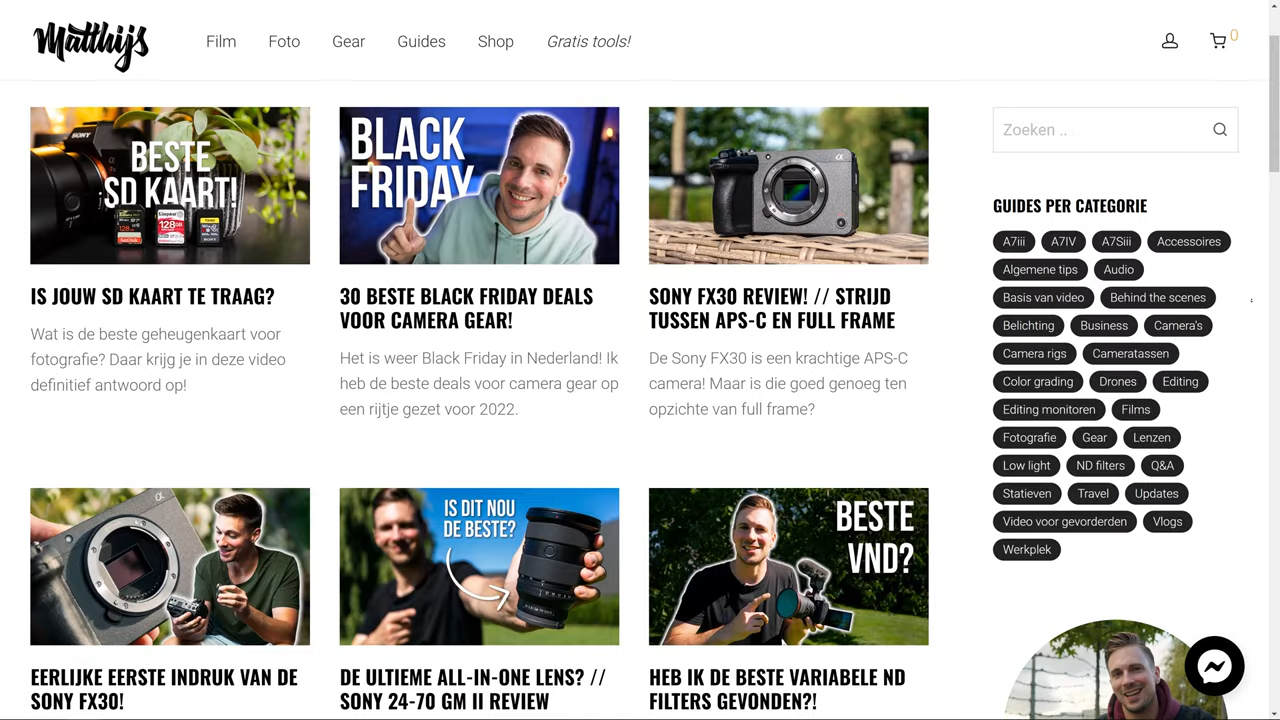 Matthijs
Film Foto Gear Guides Shop Gratis tools!
0
SONY
BESTE
SD KAART!
128
128
SONY
BLACK
FRIDAY
α
IS JOUW SD KAART TE TRAAG?
Wat is de beste geheugenkaart voor
fotografie? Daar krijg je in deze video
definitief antwoord op!
30 BESTE BLACK FRIDAY DEALS
VOOR CAMERA GEAR!
Het is weer Black Friday in Nederland! Ik
heb de beste deals voor camera gear op
een rijtje gezet voor 2022.
SONY FX30 REVIEW! // STRIJD
TUSSEN APS-C EN FULL FRAME
De Sony FX30 is een krachtige APS-C
camera! Maar is die goed genoeg ten
opzichte van full frame?
α
IS DIT NOU
DE BESTE?
BESTE
VND?
EERLIJKE EERSTE INDRUK VAN DE
SONY FX30!
DE ULTIEME ALL-IN-ONE LENS? //
SONY 24-70 GM II REVIEW
HEB IK DE BESTE VARIABELE ND
FILTERS GEVONDEN?!
Zoeken ..
GUIDES PER CATEGORIE
A7iii A7IV A7Siii Accessoires
Algemene tips Audio
Basis van video Behind the scenes
Belichting Business Camera's
Camera rigs Cameratassen
Color grading Drones Editing
Editing monitoren Films
Fotografie Gear Lenzen
Low light ND filters Q&A
Statieven Travel Updates
Video voor gevorderden Vlogs
Werkplek